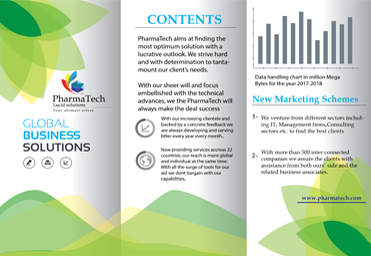 PharmaTech
Lucid solutions
Your ultimate solver
GLOBAL
BUSINESS
SOLUTIONS
CONTENTS
PharmaTech aims at finding the
most optimum solution with a
lucrative outlook. We strive hard
and with determination to tanta-
mount our client's needs.
With our sheer will and focus
embellished with the technical
advances, we the PharmaTech will
always make the deal success
With our increasing clientele and
backed by a concrete feedback we
are always developing and serving
bitter every year every month.
Now providing services accross 22
countries, our reach is more global
and individual at the same time.
With all the surge of tools for our
aid we dont bargain with our
capabilities.
Data handling chart in million Mega
Bytes for the year 2017-2018
New Marketing Schemes
1- We venture from different sectors includ-
ing IT, Management firms,Consulting
sectors etc. to find the best clients
2- With more than 500 inter connected
companies we assure the clients with
assistance from both ours' side and the
related business associates.
www.pharmatech.com